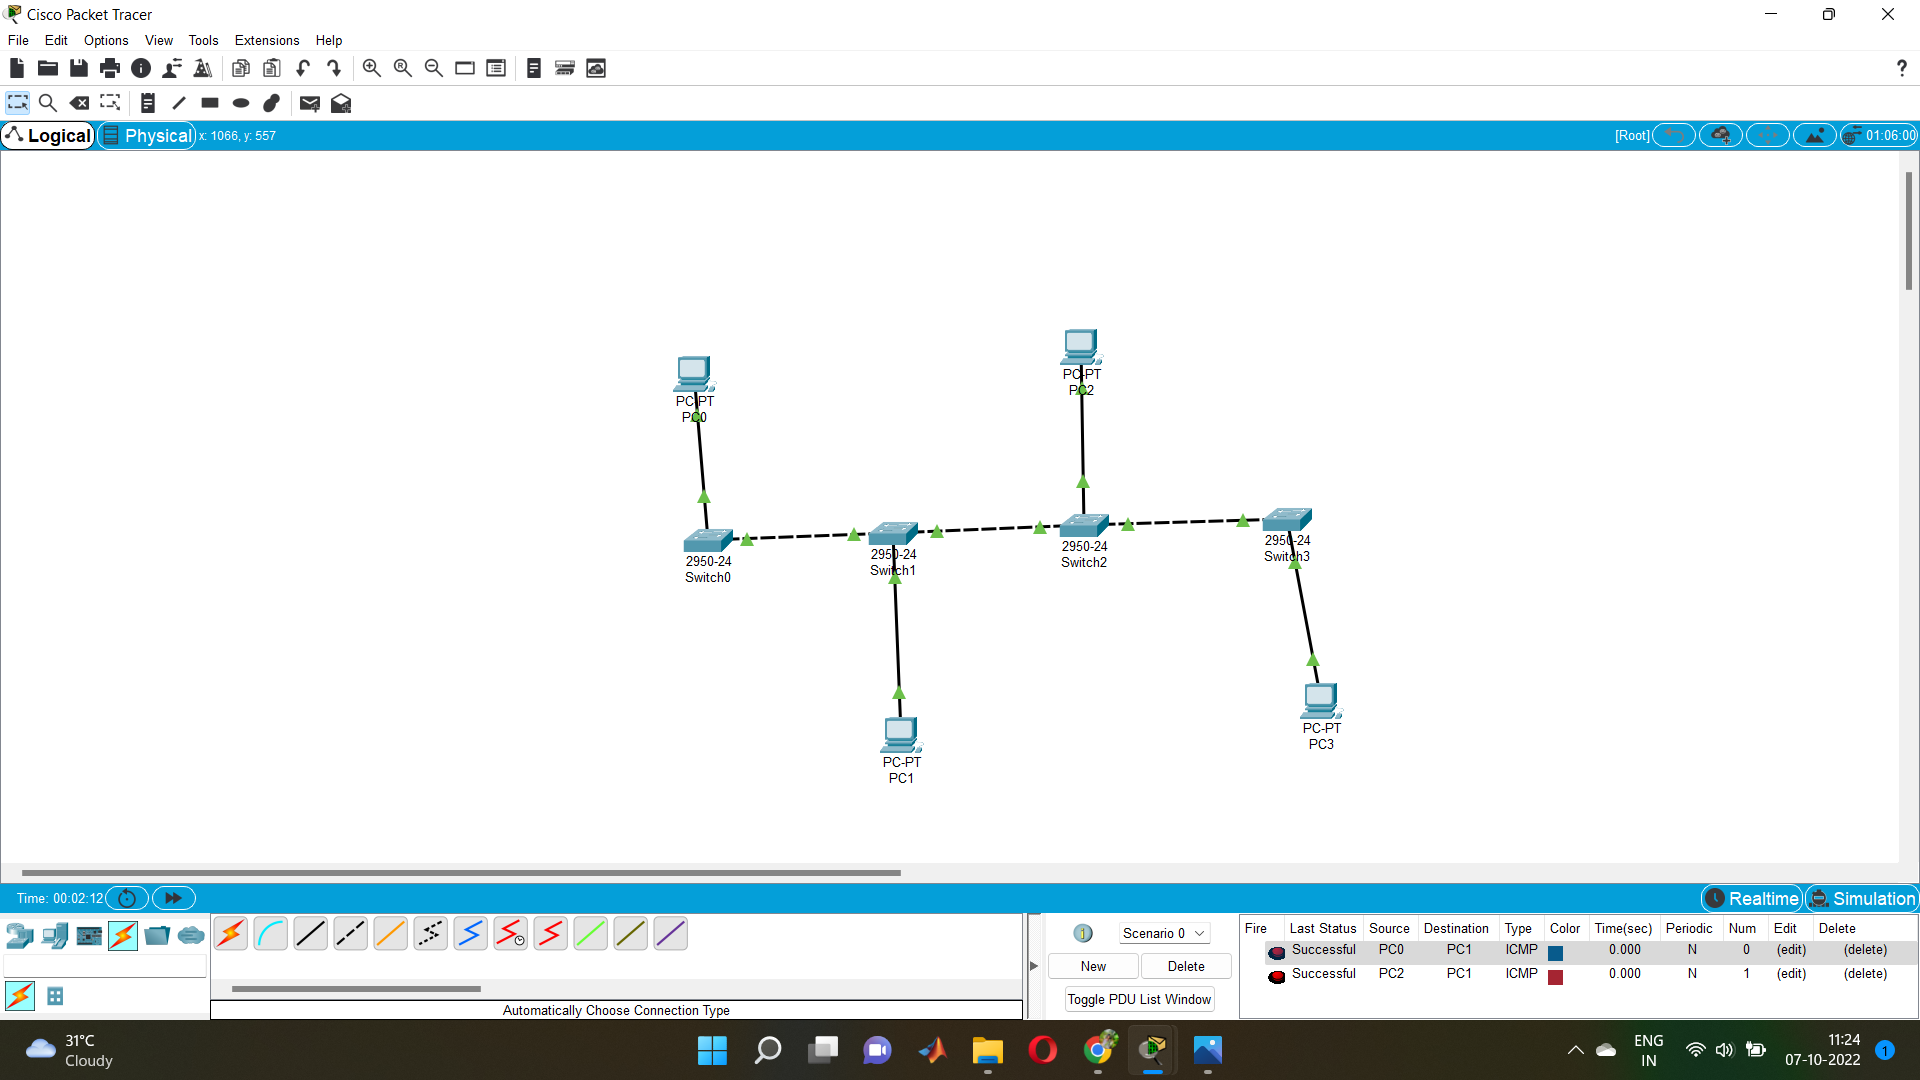 Cisco Packet Tracer
File Edit Options View Tools Extensions Help
?
Logical Physical x: 1066, y: 557 [Root] 01:06:00
PC-PT
PC2
PC-PT
PC0
2950-24
Switch0
2950-24
Switch1
2950-24
Switch2
2950-24
Switch3
PC-PT
PC3
PC-PT
PC1
Time: 00:02:12 Realtime Simulation
Scenario 0
New Delete
Toggle PDU List Window
Fire Last Status Source Destination Type Color Time(sec) Periodic Num Edit Delete
Successful PC0 PC1 ICMP 0.000 N 0 (edit) (delete)
Successful PC2 PC1 ICMP 0.000 N 1 (edit) (delete)
Automatically Choose Connection Type
31°C
Cloudy
ENG
IN
11:24
07-10-2022
1